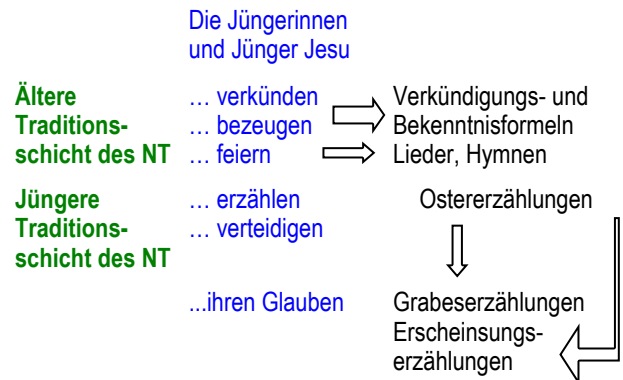 Die Jüngerinnen
und Jünger Jesu
Ältere … verkünden Verkündigungs- und
Traditions- … bezeugen Bekenntnisformeln
schicht des NT … feiern Lieder, Hymnen
Jüngere … erzählen Ostererzählungen
Traditions- … verteidigen
schicht des NT
...ihren Glauben Grabeserzählungen
Erscheinsungs-
erzählungen